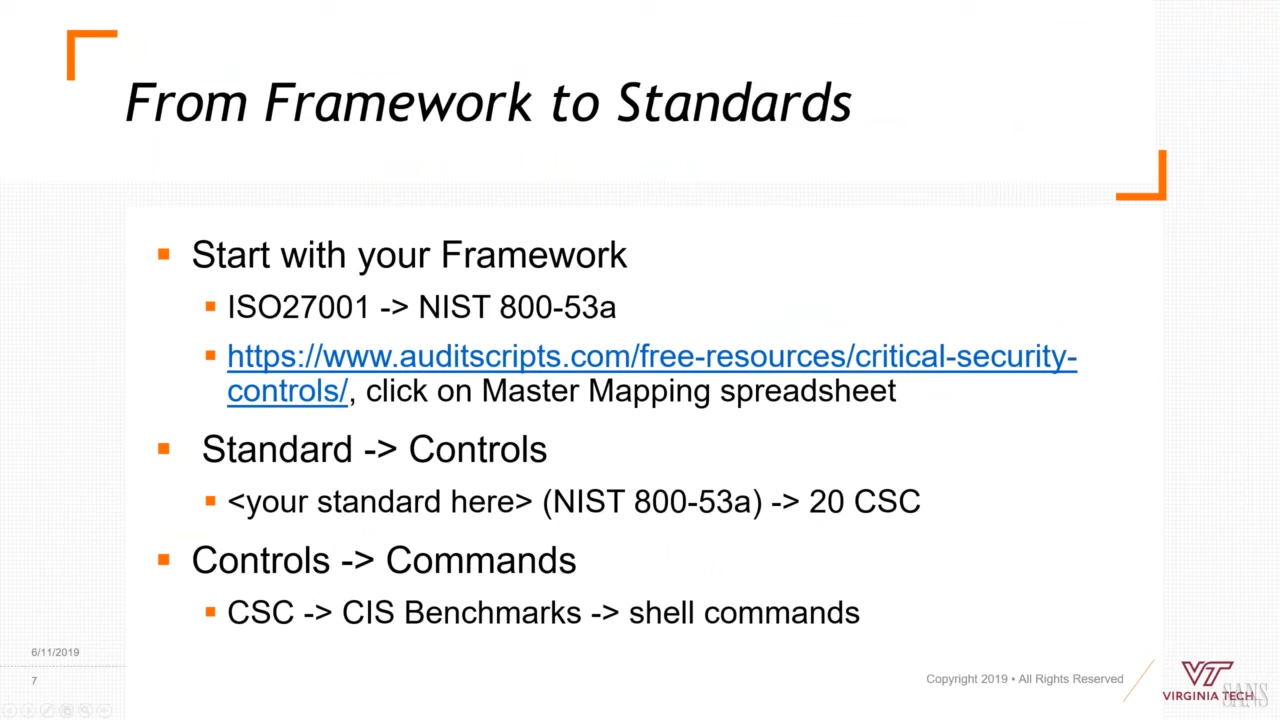 From Framework to Standards
Start with your Framework
ISO27001 -> NIST 800-53a
https://www.auditscripts.com/free-resources/critical-security-
controls/, click on Master Mapping spreadsheet
Standard -> Controls
<your standard here> (NIST 800-53a) -> 20 CSC
Controls -> Commands
CSC -> CIS Benchmarks -> shell commands
6/11/2019
7
Copyright 2019 • All Rights Reserved
VT
VIRGINIA TECH
SANS